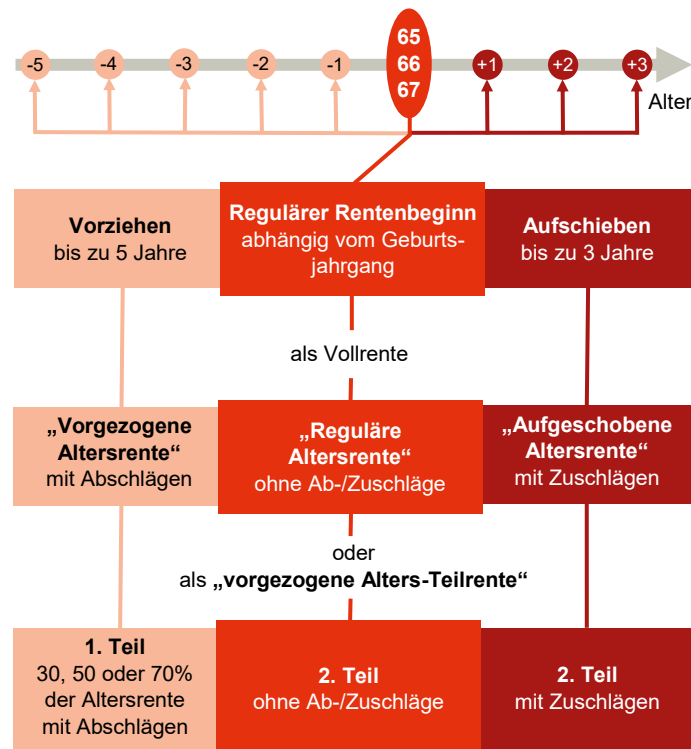 65
66
67
-5
-4
-3
-2
-1
+1
+2
+3
Alter
Vorziehen
bis zu 5 Jahre
Regulärer Rentenbeginn
abhängig vom Geburts-
jahrgang
Aufschieben
bis zu 3 Jahre
als Vollrente
„Vorgezogene
Altersrente“
mit Abschlägen
„Reguläre
Altersrente“
ohne Ab-/Zuschläge
„Aufgeschobene
Altersrente“
mit Zuschlägen
oder
als „vorgezogene Alters-Teilrente“
1. Teil
30, 50 oder 70%
der Altersrente
mit Abschlägen
2. Teil
ohne Ab-/Zuschläge
2. Teil
mit Zuschlägen